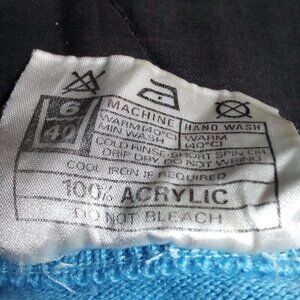 6
40
MACHINE HAND WASH
WARM(40°C) WARM
MIN WASH (40°C)
COLD RINSE·SHORT SPIN OR
DRIP DRY DO NOT WRING
COOL IRON IF REQUIRED
100% ACRYLIC
DO NOT BLEACH